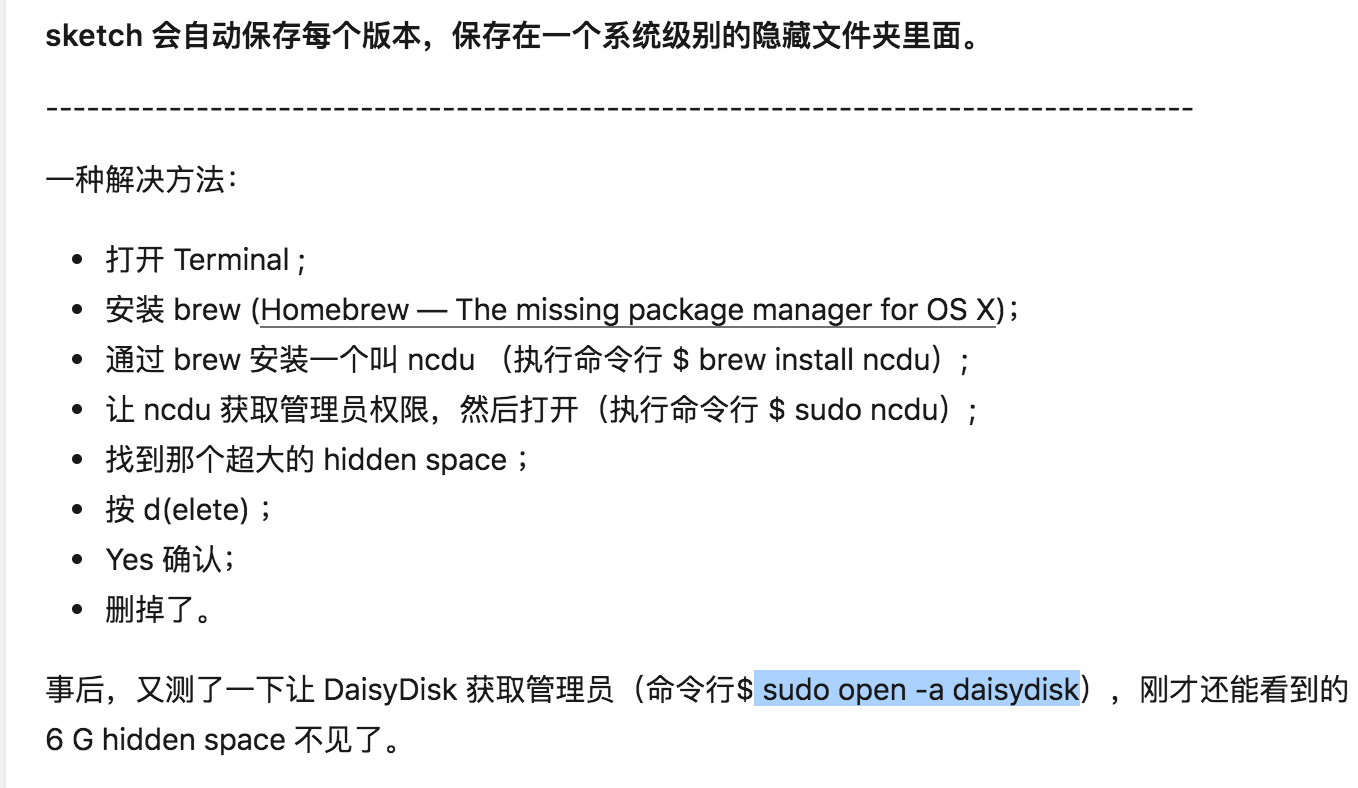 sketch 会自动保存每个版本，保存在一个系统级别的隐藏文件夹里面。
------------------------------------------------------------------------------------
一种解决方法：
• 打开 Terminal ;
• 安装 brew (Homebrew — The missing package manager for OS X)；
• 通过 brew 安装一个叫 ncdu （执行命令行 $ brew install ncdu）;
• 让 ncdu 获取管理员权限，然后打开（执行命令行 $ sudo ncdu）;
• 找到那个超大的 hidden space ;
• 按 d(elete) ;
• Yes 确认；
• 删掉了。
事后，又测了一下让 DaisyDisk 获取管理员（命令行$ sudo open -a daisydisk），刚才还能看到的
6 G hidden space 不见了。